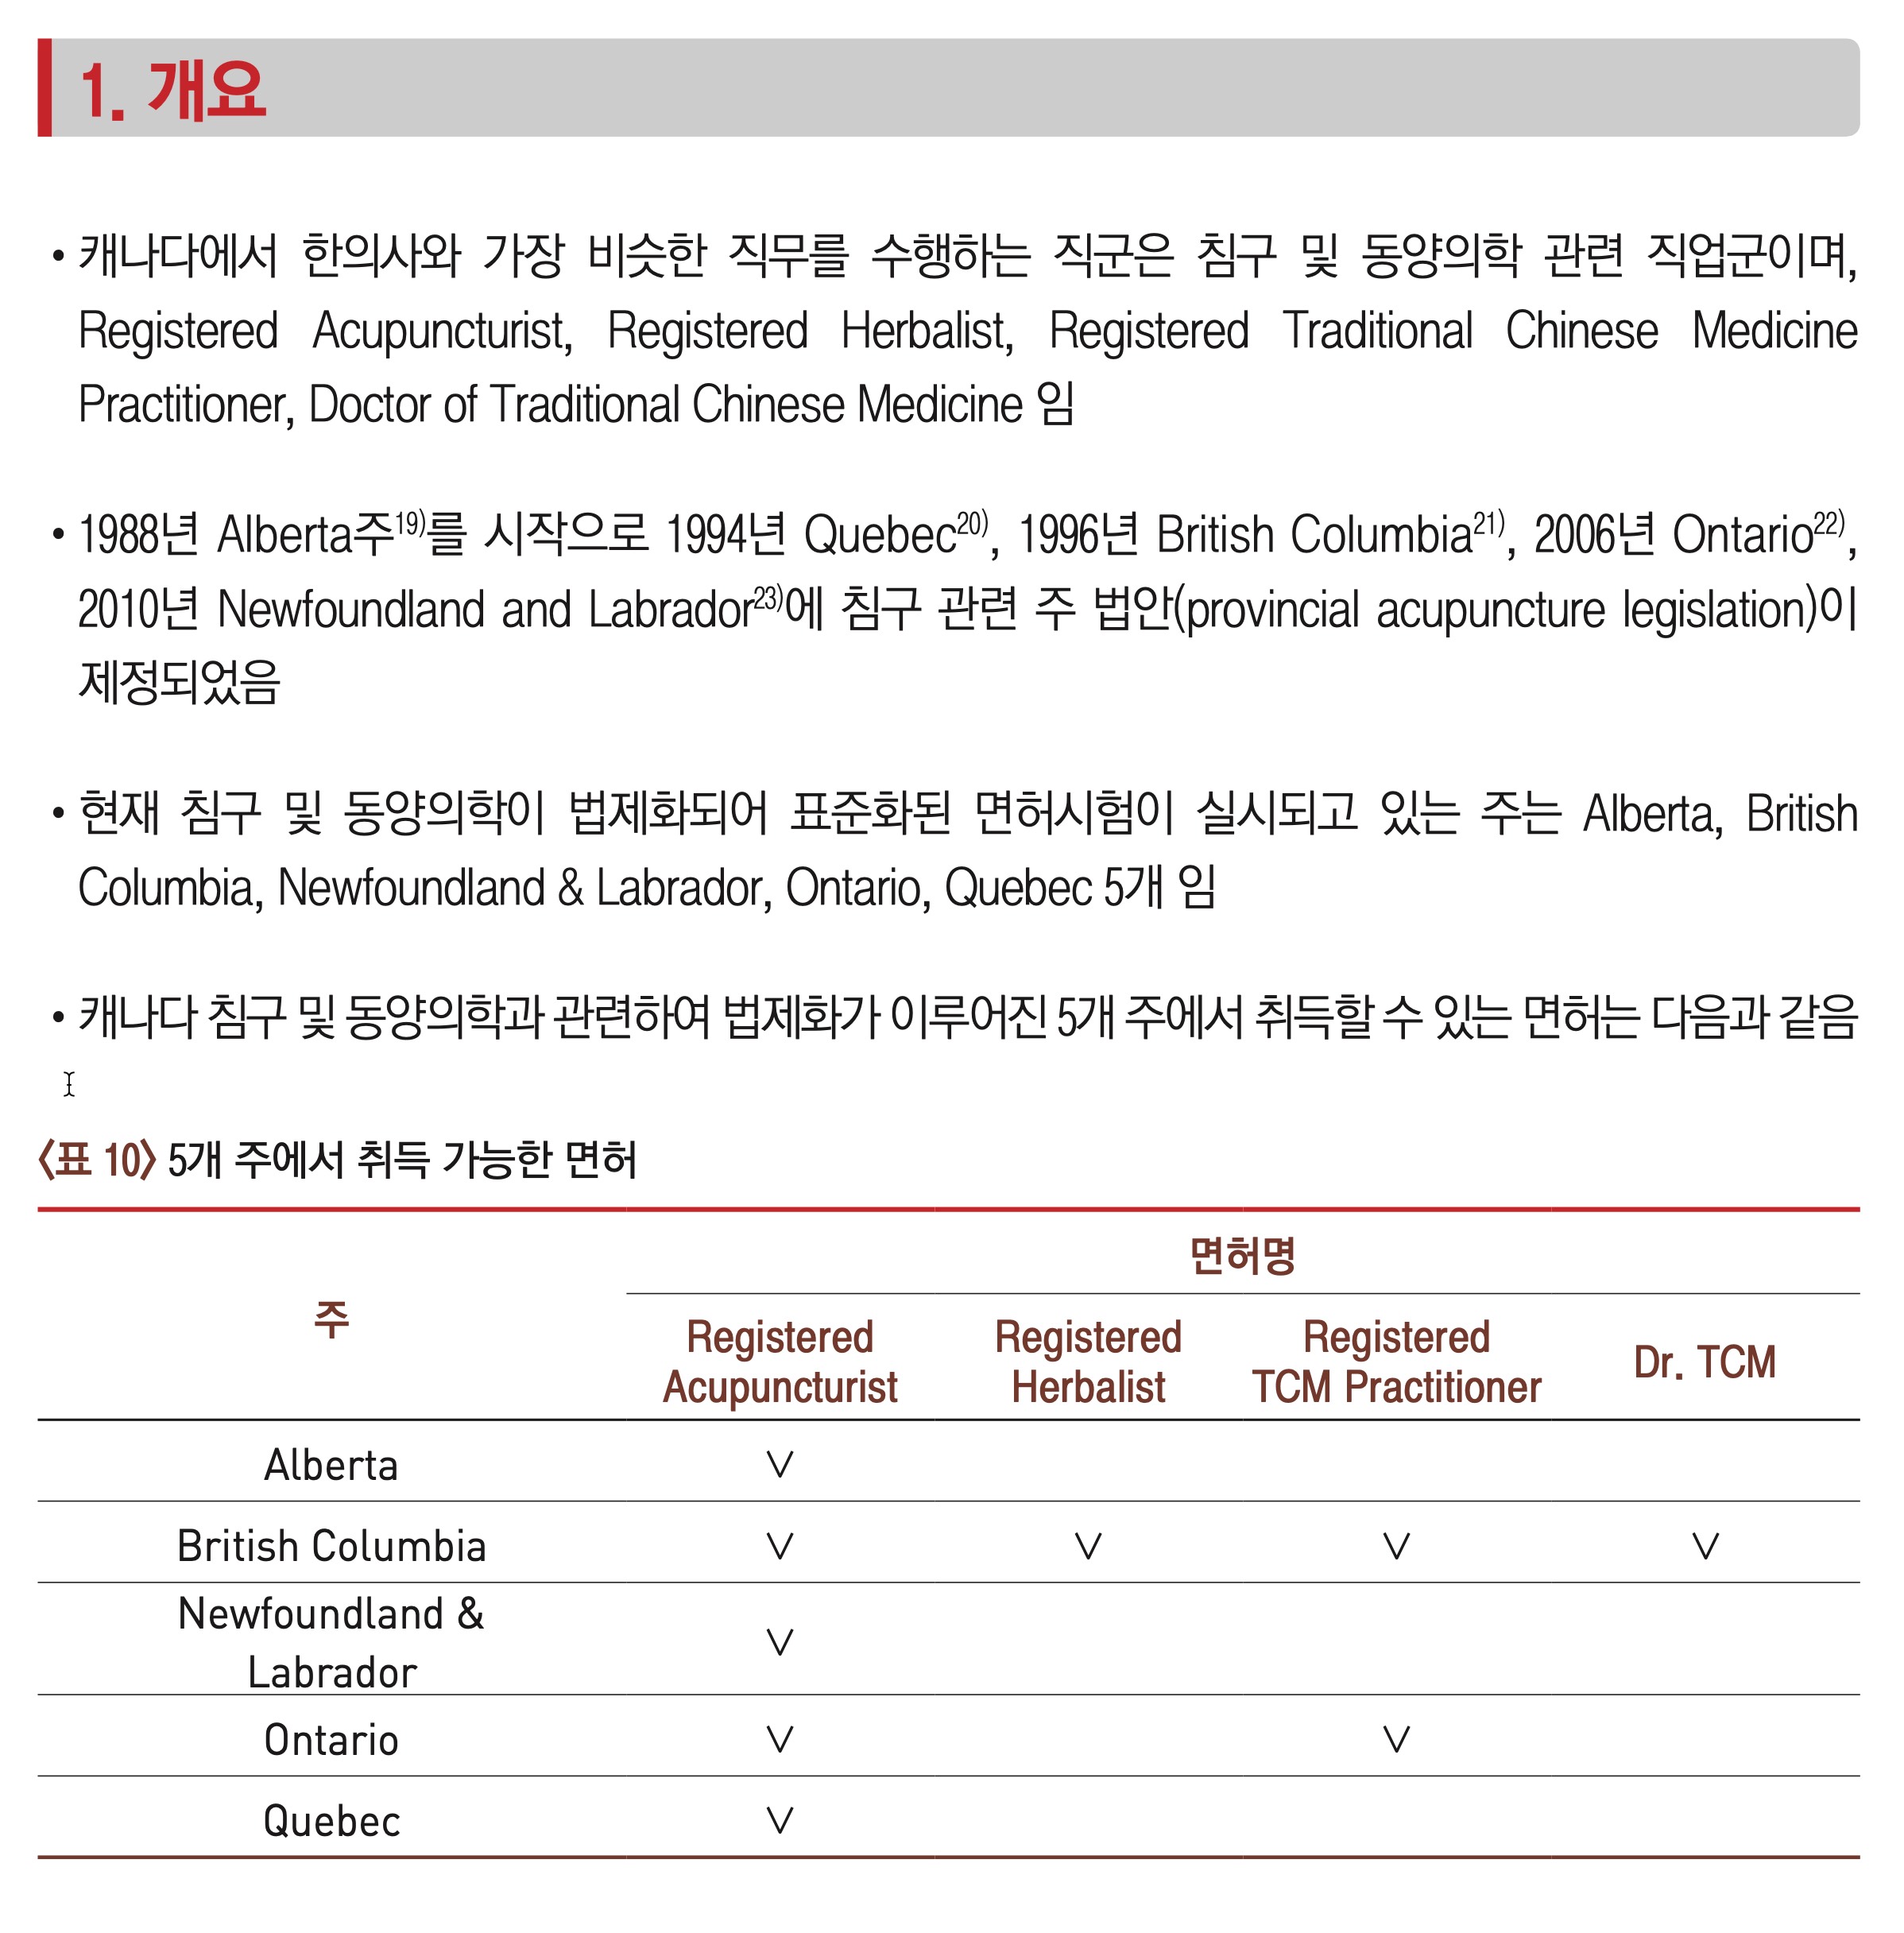 1. 개요
• 캐나다에서 한의사와 가장 비슷한 직무를 수행하는 직군은 침구 및 동양의학 관련 직업군이며,
Registered Acupuncturist, Registered Herbalist, Registered Traditional Chinese Medicine
Practitioner, Doctor of Traditional Chinese Medicine 임
• 1988년 Alberta주19)를 시작으로 1994년 Quebec20), 1996년 British Columbia21), 2006년 Ontario22),
2010년 Newfoundland and Labrador23)에 침구 관련 주 법안(provincial acupuncture legislation)이
제정되었음
• 현재 침구 및 동양의학이 법제화되어 표준화된 면허시험이 실시되고 있는 주는 Alberta, British
Columbia, Newfoundland & Labrador, Ontario, Quebec 5개 임
• 캐나다 침구 및 동양의학과 관련하여 법제화가 이루어진 5개 주에서 취득할 수 있는 면허는 다음과 같음
〈표 10〉 5개 주에서 취득 가능한 면허
주
면허명
Registered Acupuncturist
Registered Herbalist
Registered TCM Practitioner
Dr. TCM
Alberta ∨
British Columbia ∨ ∨ ∨ ∨
Newfoundland &
Labrador ∨
Ontario ∨ ∨
Quebec ∨